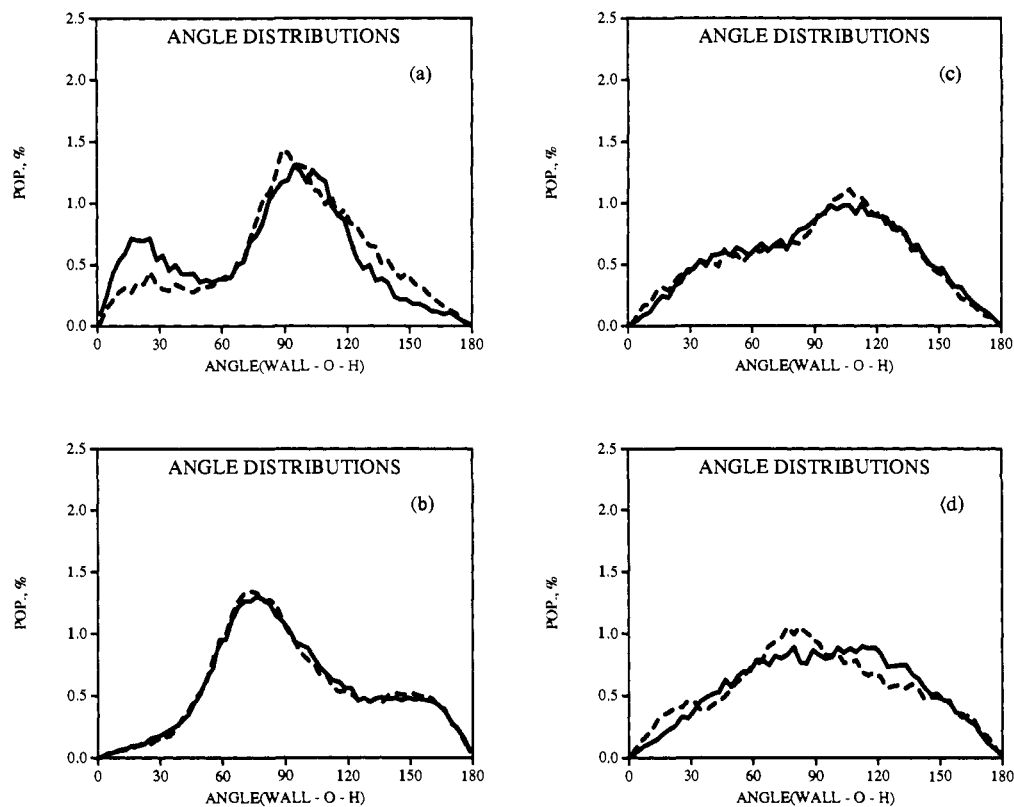 ANGLE DISTRIBUTIONS
(a)
2.5
2.0
1.5
1.0
0.5
0.0
POP., %
0 30 60 90 120 150 180
ANGLE(WALL - O - H)
ANGLE DISTRIBUTIONS
(c)
2.5
2.0
1.5
1.0
0.5
0.0
POP., %
0 30 60 90 120 150 180
ANGLE(WALL - O - H)
ANGLE DISTRIBUTIONS
(b)
2.5
2.0
1.5
1.0
0.5
0.0
POP., %
0 30 60 90 120 150 180
ANGLE(WALL - O - H)
ANGLE DISTRIBUTIONS
(d)
2.5
2.0
1.5
1.0
0.5
0.0
POP., %
0 30 60 90 120 150 180
ANGLE(WALL - O - H)